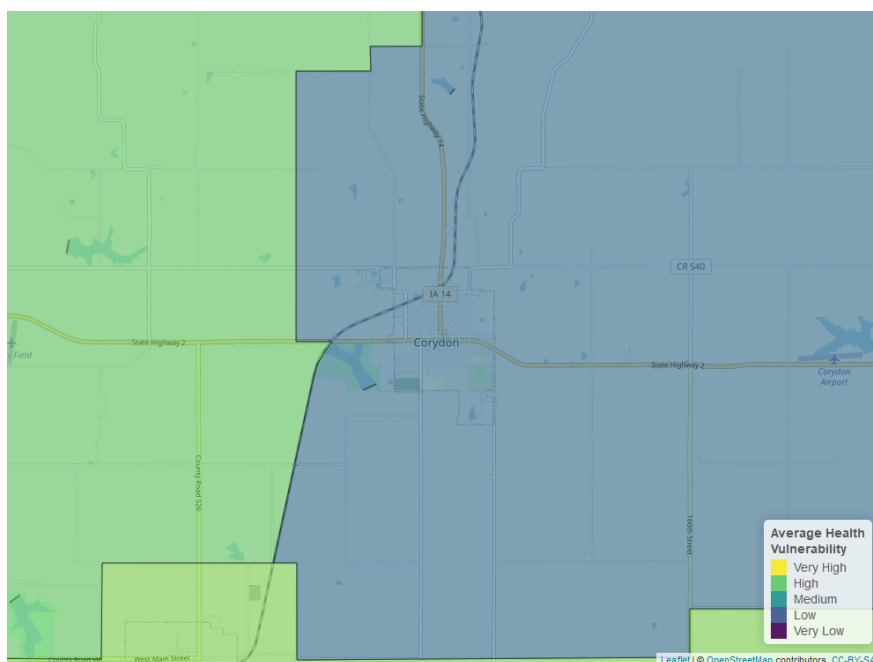 State Highway 14
CR S40
IA 14
State Highway 2
Field
Corydon
State Highway 2
Corydon
Airport
County Road S26
160th Street
Average Health
Vulnerability
Very High
High
Medium
Low
Very Low
West Main Street
Leaflet | © OpenStreetMap contributors, CC-BY-SA